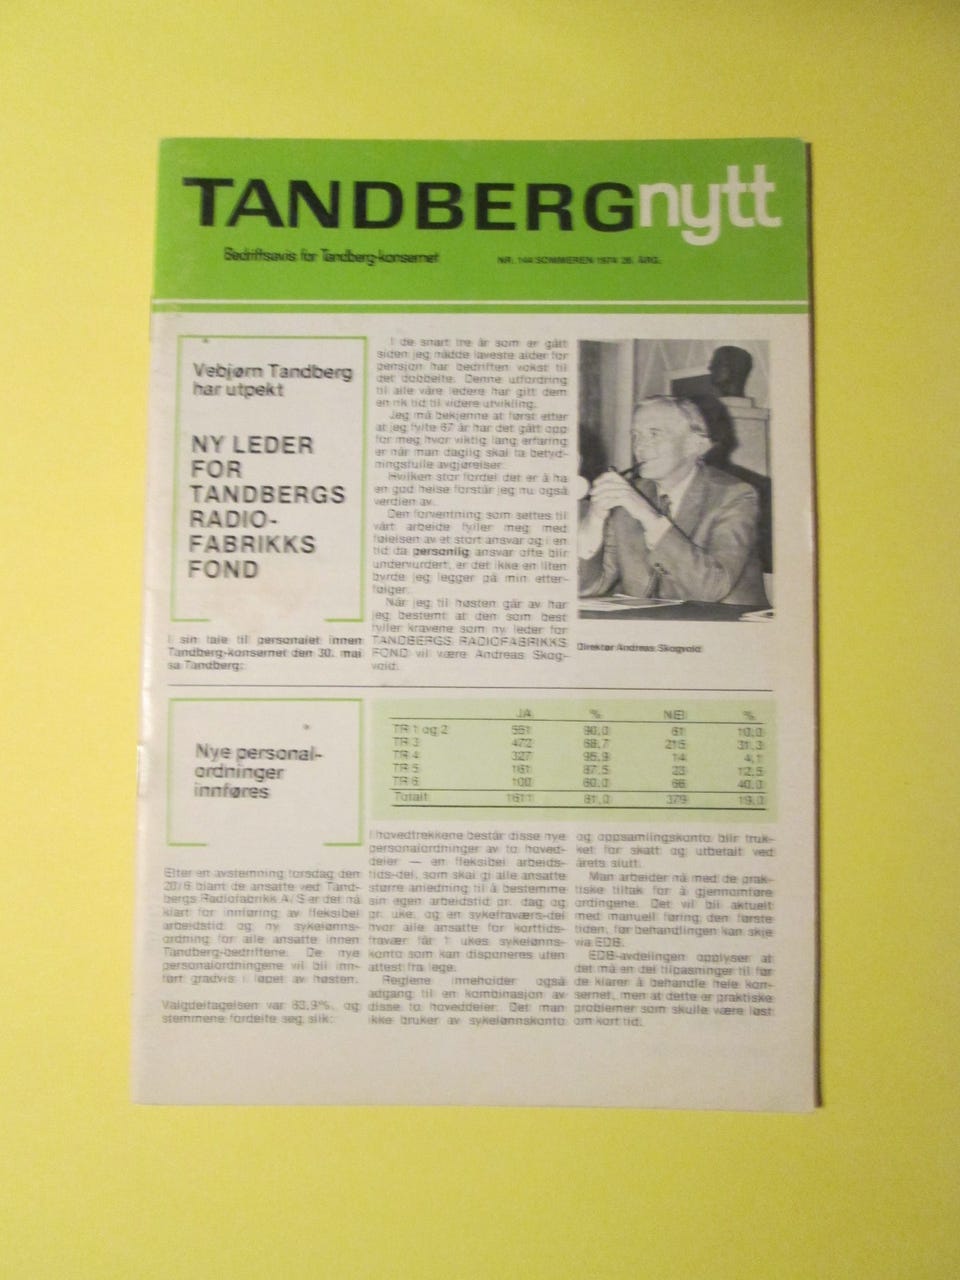 TANDBERGnytt
Bedriftsavis for Tandberg-konsernet
NR. 144 SOMMEREN 1974 28. ÅRG.
Vebjørn Tandberg
har utpekt
NY LEDER
FOR
TANDBERGS
RADIO-
FABRIKKS
FOND
I sin tale til personalet innen
Tandberg-konsernet den 30. mai
sa Tandberg:
I de snart tre år som er gått
siden jeg nådde laveste alder for
pensjon har bedriften vokst til
det dobbelte. Denne utfordring
til alle våre ledere har gitt dem
en rik tid til videre utvikling.
Jeg må bekjenne at først etter
at jeg fylte 67 år har det gått opp
for meg hvor viktig lang erfaring
er når man daglig skal ta betyd-
ningsfulle avgjørelser.
Hvilken stor fordel det er å ha
en god helse forstår jeg nu også
verdien av.
Den forventning som settes til
vårt arbeide fyller meg med
følelsen av et stort ansvar og i en
tid da personlig ansvar ofte blir
undervurdert, er det ikke en liten
byrde jeg legger på min etter-
følger.
Når jeg til høsten går av har
jeg bestemt at den som best
fyller kravene som ny leder for
TANDBERGS RADIOFABRIKKS
FOND vil være Andreas Skog-
vold.
Direktør Andreas Skogvold
Nye personal-
ordninger
innføres
JA % NEI %
TR 1 og 2 551 90,0 61 10,0
TR 3 472 68,7 215 31,3
TR 4 327 95,9 14 4,1
TR 5 161 87,5 23 12,5
TR 6 100 60,0 66 40,0
Totalt 1611 81,0 379 19,0
Etter en avstemning torsdag den
20/6 blant de ansatte ved Tand-
bergs Radiofabrikk A/S er det nå
klart for innføring av fleksibel
arbeidstid og ny sykelønns-
ordning for alle ansatte innen
Tandberg-bedriftene. De nye
personalordningene vil bli inn-
ført gradvis i løpet av høsten.
Valgdeltagelsen var 83,9%, og
stemmene fordelte seg slik:
I hovedtrekkene består disse nye
personalordninger av to hoved-
deler — en fleksibel arbeids-
tids-del, som skal gi alle ansatte
større anledning til å bestemme
sin egen arbeidstid pr. dag og
pr. uke, og en sykefraværs-del
hvor alle ansatte for korttids-
fravær får 1 ukes sykelønns-
konto som kan disponeres uten
attest fra lege.
Reglene inneholder også
adgang til en kombinasjon av
disse to hoveddeler. Det man
ikke bruker av sykelønnskonto
og oppsamlingskonto blir truk-
ket for skatt og utbetalt ved
årets slutt.
Man arbeider nå med de prak-
tiske tiltak for å gjennomføre
ordningene. Det vil bli aktuelt
med manuell føring den første
tiden, før behandlingen kan skje
via EDB.
EDB-avdelingen opplyser at
det må en del tilpasninger til før
de klarer å behandle hele kon-
sernet, men at dette er praktiske
problemer som skulle være løst
om kort tid.